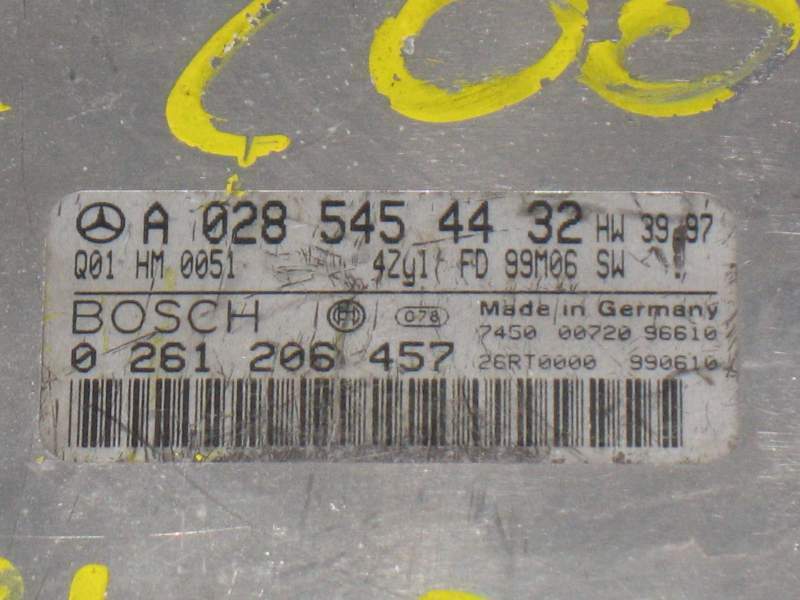 A 028 545 44 32 HW 39.97
Q01 HM 0051 4Zyl FD 99M06 SW
BOSCH 078 Made in Germany
7450 00720 96610
0 261 206 457 26RT0000 990610